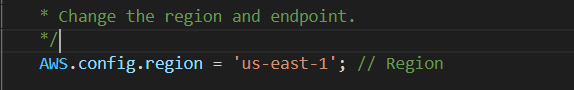 * Change the region and endpoint.
*/
AWS.config.region = 'us-east-1'; // Region